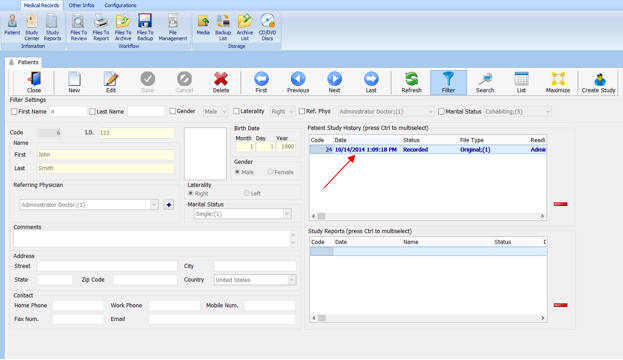 Medical Records Other Infos Configurations
Patient Study Center Study Reports Files To Review Files To Report Files To Archive Files To Backup File Management Media Backup List Archive List CD/DVD Discs
Infomation Workflow Storage
Patients
Close New Edit Save Cancel Delete First Previous Next Last Refresh Filter Search List Maximize Create Study
Filter Settings
First Name a Last Name Gender Male Laterality Right Ref. Phys Administrator Doctor;(1) Marital Status Cohabiting;(5)
Code 6 I.D. 123
Name
First John
Last Smith
Birth Date
Month Day Year
1 1 1900
Gender
Male Female
Referring Physician
Administrator Doctor;(1)
Laterality
Right Left
Marital Status
Single;(1)
Comments
Address
Street City
State Zip Code Country United States
Contact
Home Phone Work Phone Mobile Num.
Fax Num. Email
Patient Study History (press Ctrl to multiselect)
Code Date Status File Type Readi
24 10/14/2014 1:09:18 PM Recorded Original;(1) Admir
Study Reports (press Ctrl to multiselect)
Code Date Name Status D